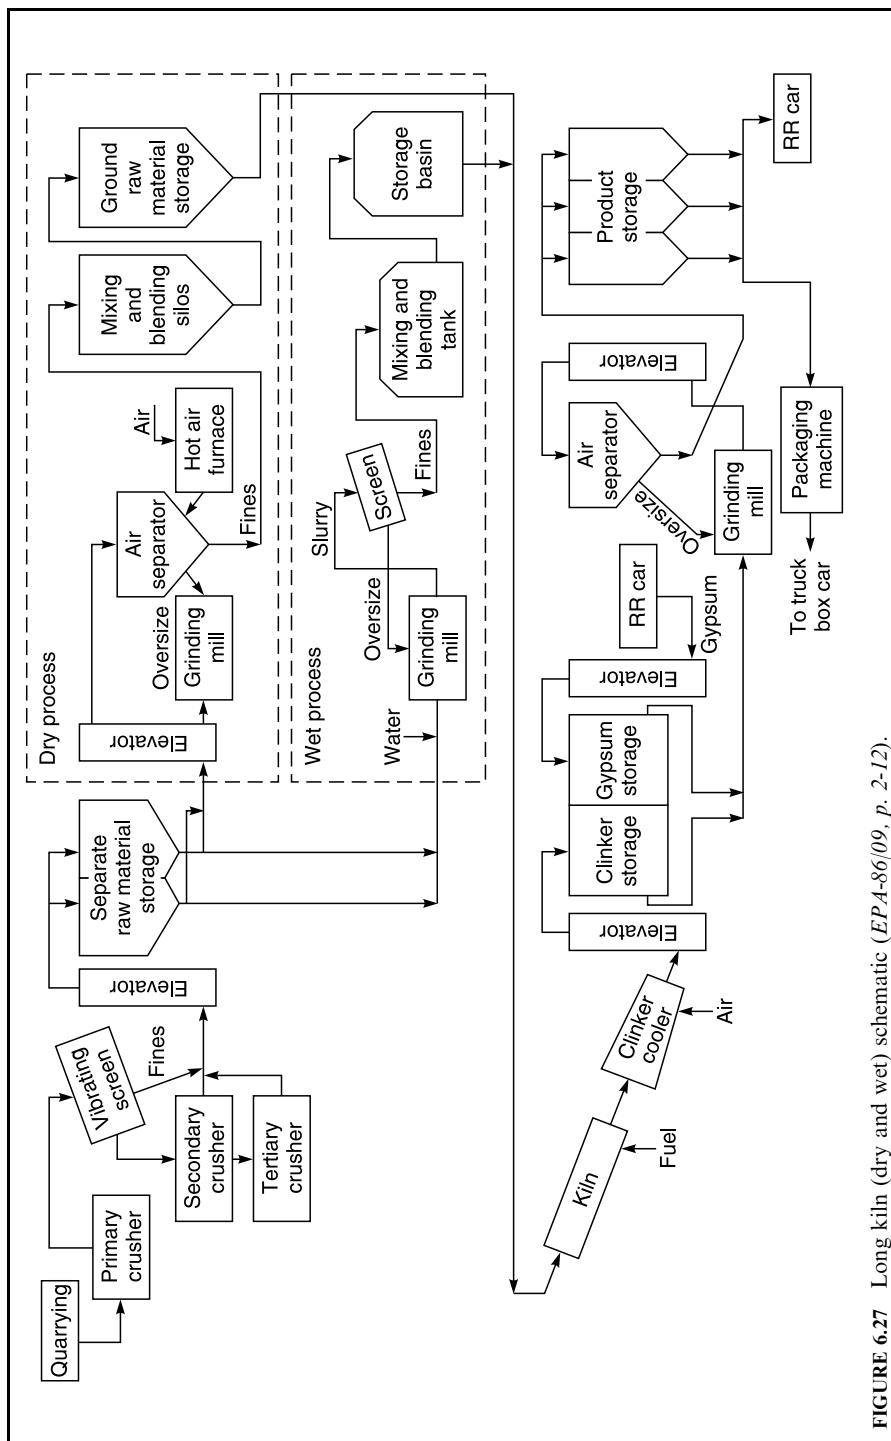 Quarrying
Primary
crusher
Vibrating
screen
Fines
Secondary
crusher
Tertiary
crusher
Elevator
Separate
raw material
storage
Dry process
Elevator
Oversize
Grinding
mill
Air
separator
Fines
Air
Hot air
furnace
Mixing
and
blending
silos
Ground
raw
material
storage
Wet process
Water
Grinding
mill
Oversize
Slurry
Screen
Fines
Mixing and
blending
tank
Storage
basin
Kiln
Fuel
Clinker
cooler
Air
Elevator
Clinker
storage
Gypsum
storage
Elevator
RR car
Gypsum
Grinding
mill
Oversize
Air
separator
Elevator
Product
storage
RR car
Packaging
machine
To truck
box car
FIGURE 6.27 Long kiln (dry and wet) schematic (EPA-86/09, p. 2-12).